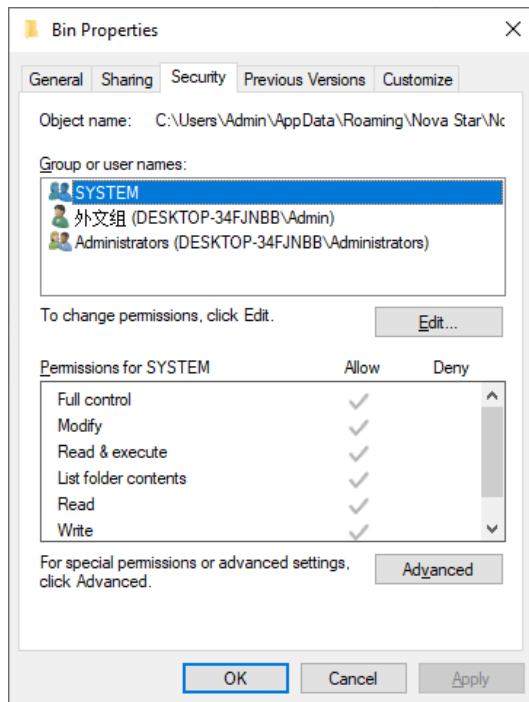 Bin Properties
General Sharing Security Previous Versions Customize
Object name: C:\Users\Admin\AppData\Roaming\Nova Star\Nc
Group or user names:
SYSTEM
外文组 (DESKTOP-34FJNBB\Admin)
Administrators (DESKTOP-34FJNBB\Administrators)
To change permissions, click Edit.
Edit...
Permissions for SYSTEM Allow Deny
Full control
Modify
Read & execute
List folder contents
Read
Write
For special permissions or advanced settings,
click Advanced.
Advanced
OK Cancel Apply